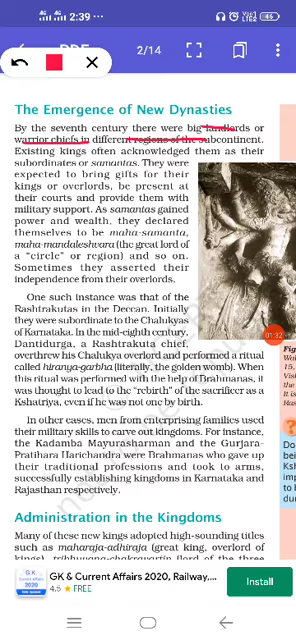 2:39
46
2/14
The Emergence of New Dynasties
By the seventh century there were big landlords or
warrior chiefs in different regions of the subcontinent.
Existing kings often acknowledged them as their
subordinates or samantas. They were
expected to bring gifts for their
kings or overlords, be present at
their courts and provide them with
military support. As samantas gained
power and wealth, they declared
themselves to be maha-samanta,
maha-mandaleshvara (the great lord of
a “circle” or region) and so on.
Sometimes they asserted their
independence from their overlords.
01:32
One such instance was that of the
Rashtrakutas in the Deccan. Initially
they were subordinate to the Chalukyas
of Karnataka. In the mid-eighth century,
Dantidurga, a Rashtrakuta chief,
overthrew his Chalukya overlord and performed a ritual
called hiranya-garbha (literally, the golden womb). When
this ritual was performed with the help of Brahmanas, it
was thought to lead to the “rebirth” of the sacrificer as a
Kshatriya, even if he was not one by birth.
In other cases, men from enterprising families used
their military skills to carve out kingdoms. For instance,
the Kadamba Mayurasharman and the Gurjara-
Pratihara Harichandra were Brahmanas who gave up
their traditional professions and took to arms,
successfully establishing kingdoms in Karnataka and
Rajasthan respectively.
Administration in the Kingdoms
Many of these new kings adopted high-sounding titles
such as maharaja-adhiraja (great king, overlord of
15,
the
It is
?
Do
bei
Ksh
to b
G.K.
GK & Current Affairs 2020, Railway,...
4.5 ★ FREE
Install